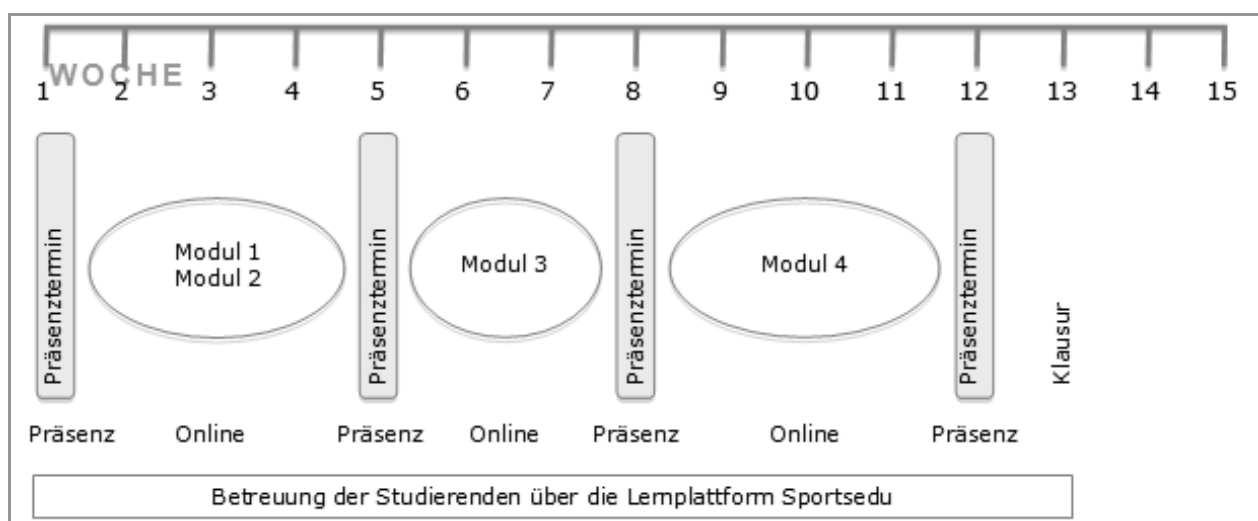 WOCHE
1 2 3 4 5 6 7 8 9 10 11 12 13 14 15
Präsenztermin
Modul 1
Modul 2
Präsenztermin
Modul 3
Präsenztermin
Modul 4
Präsenztermin
Klausur
Präsenz Online Präsenz Online Präsenz Online Präsenz
Betreuung der Studierenden über die Lernplattform Sportsedu